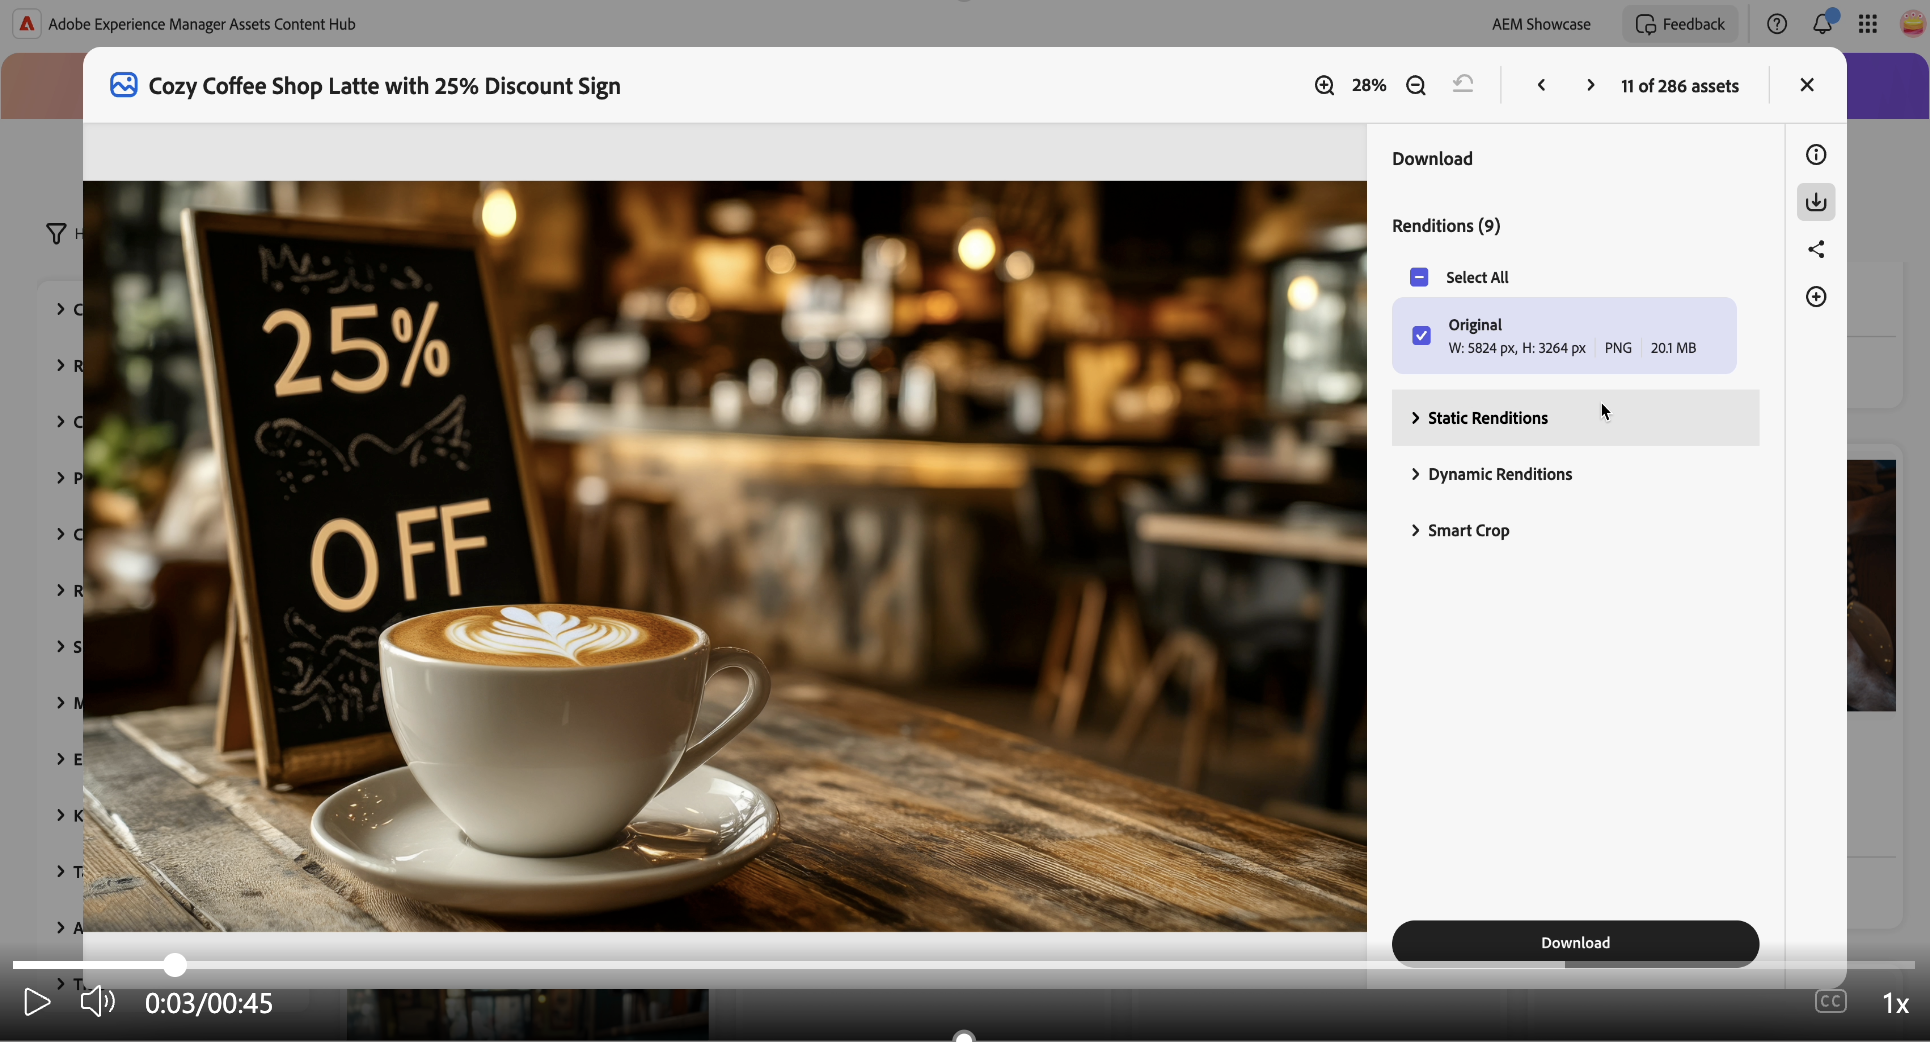 Adobe Experience Manager Assets Content Hub
AEM Showcase
Feedback
Cozy Coffee Shop Latte with 25% Discount Sign
28%
11 of 286 assets
25%
OFF
Download
Renditions (9)
Select All
Original
W: 5824 px, H: 3264 px
PNG
20.1 MB
Static Renditions
Dynamic Renditions
Smart Crop
Download
H
C
R
C
P
C
R
S
M
E
K
A
0:03/00:45
CC
1x